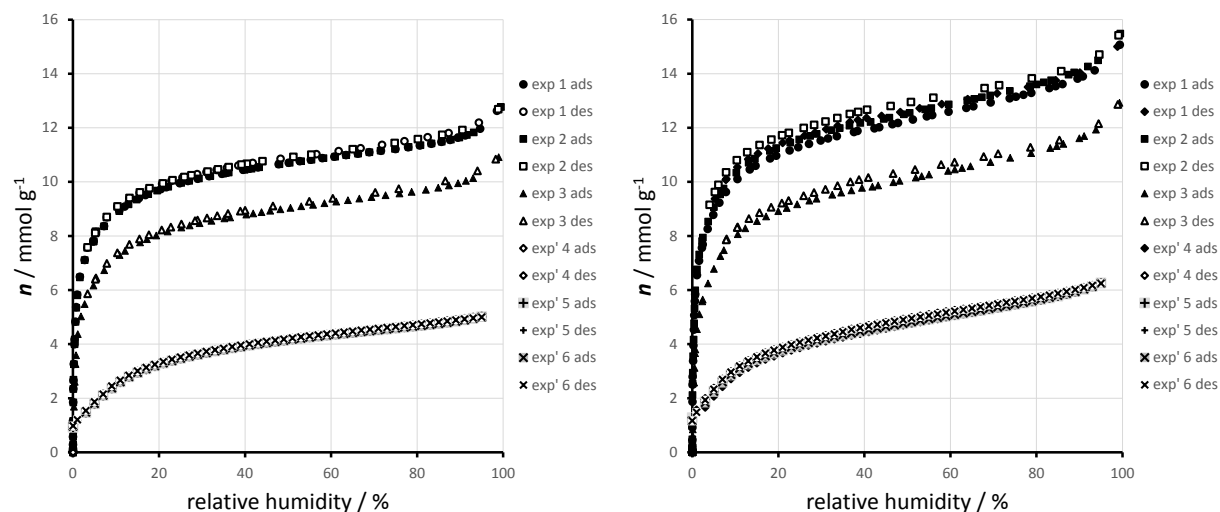 16
14
12
10
8
6
4
2
0
n / mmol g-1
0 20 40 60 80 100
relative humidity / %
exp 1 ads
exp 1 des
exp 2 ads
exp 2 des
exp 3 ads
exp 3 des
exp' 4 ads
exp' 4 des
exp' 5 ads
exp' 5 des
exp' 6 ads
exp' 6 des
16
14
12
10
8
6
4
2
0
n / mmol g-1
0 20 40 60 80 100
relative humidity / %
exp 1 ads
exp 1 des
exp 2 ads
exp 2 des
exp 3 ads
exp 3 des
exp' 4 ads
exp' 4 des
exp' 5 ads
exp' 5 des
exp' 6 ads
exp' 6 des